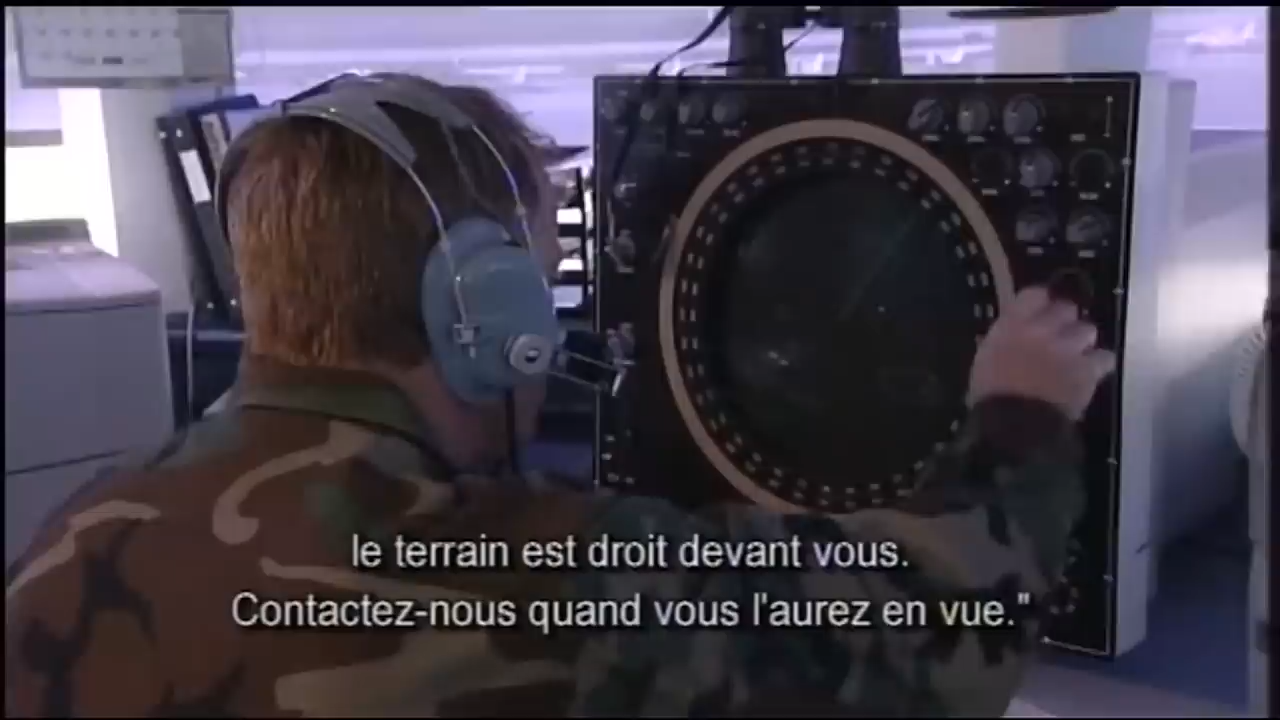 le terrain est droit devant vous.
Contactez-nous quand vous l'aurez en vue."